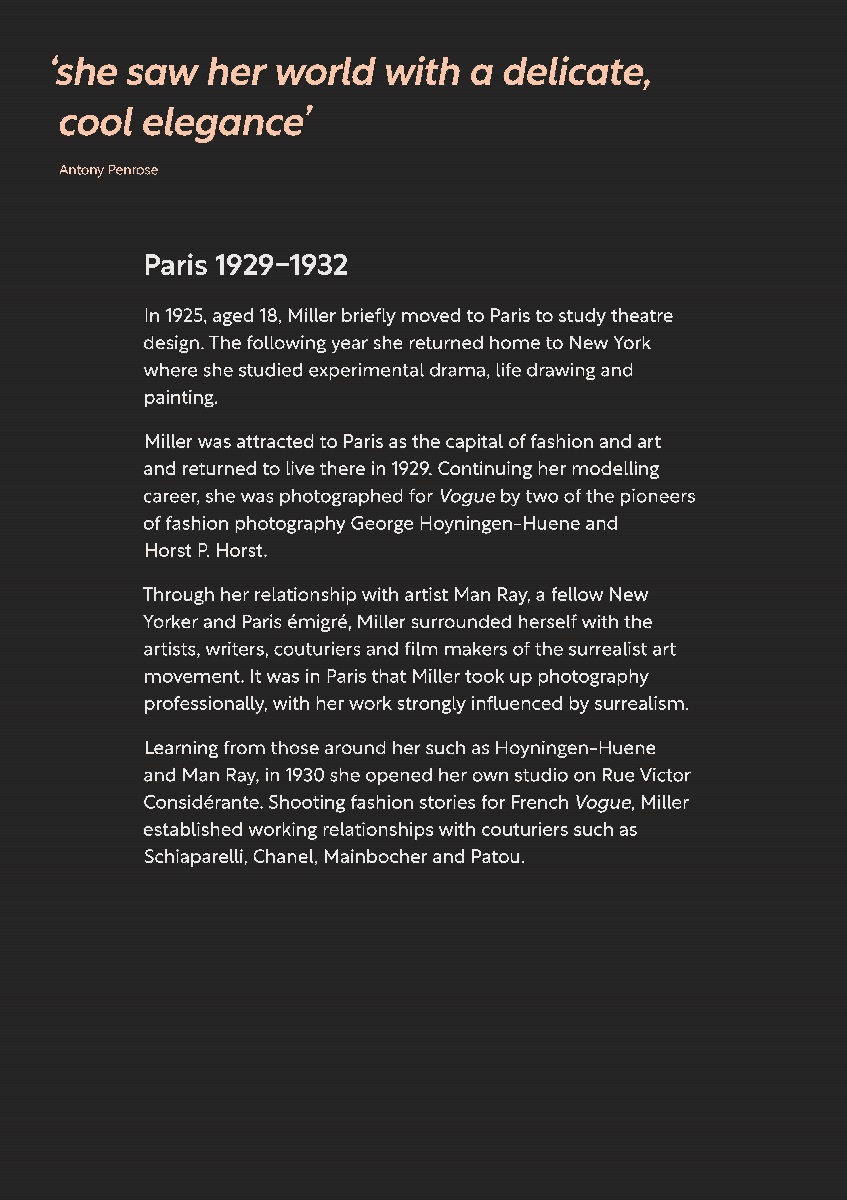 ‘she saw her world with a delicate,
cool elegance’
Antony Penrose
Paris 1929–1932
In 1925, aged 18, Miller briefly moved to Paris to study theatre
design. The following year she returned home to New York
where she studied experimental drama, life drawing and
painting.
Miller was attracted to Paris as the capital of fashion and art
and returned to live there in 1929. Continuing her modelling
career, she was photographed for Vogue by two of the pioneers
of fashion photography George Hoyningen-Huene and
Horst P. Horst.
Through her relationship with artist Man Ray, a fellow New
Yorker and Paris émigré, Miller surrounded herself with the
artists, writers, couturiers and film makers of the surrealist art
movement. It was in Paris that Miller took up photography
professionally, with her work strongly influenced by surrealism.
Learning from those around her such as Hoyningen-Huene
and Man Ray, in 1930 she opened her own studio on Rue Victor
Considérante. Shooting fashion stories for French Vogue, Miller
established working relationships with couturiers such as
Schiaparelli, Chanel, Mainbocher and Patou.